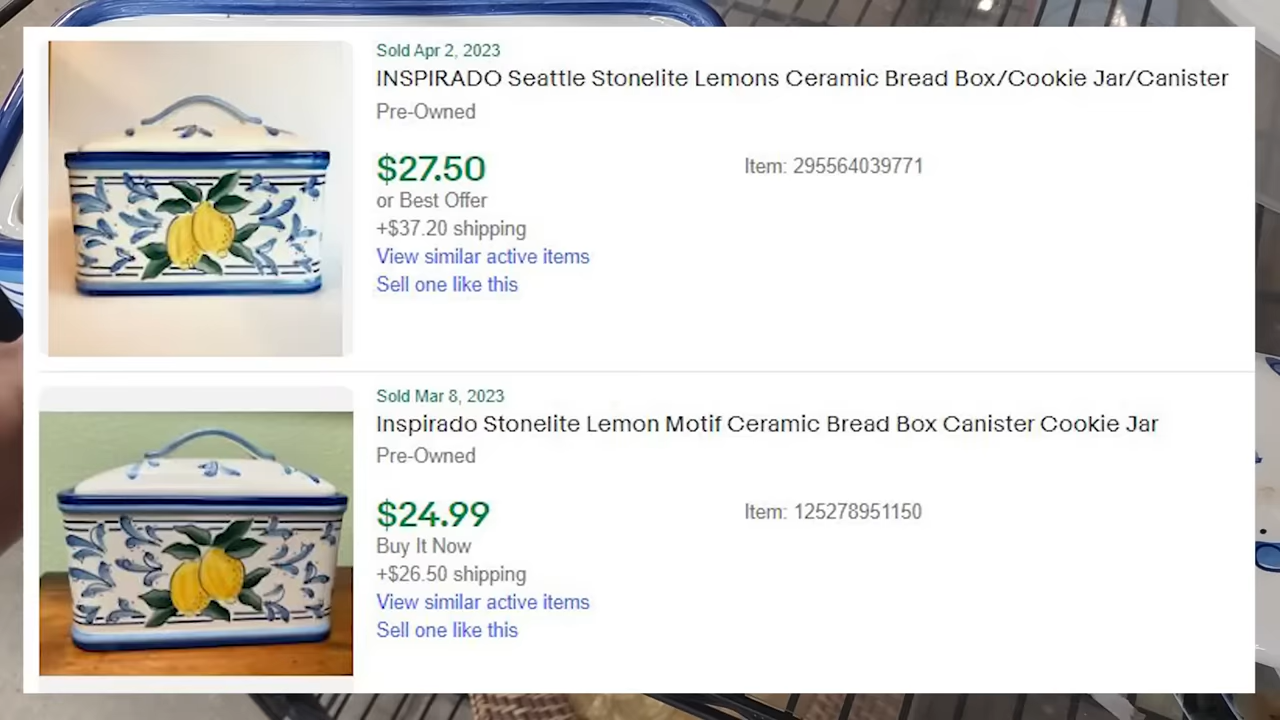 Sold Apr 2, 2023
INSPIRADO Seattle Stonelite Lemons Ceramic Bread Box/Cookie Jar/Canister
Pre-Owned
$27.50
Item: 295564039771
or Best Offer
+$37.20 shipping
View similar active items
Sell one like this
Sold Mar 8, 2023
Inspirado Stonelite Lemon Motif Ceramic Bread Box Canister Cookie Jar
Pre-Owned
$24.99
Item: 125278951150
Buy It Now
+$26.50 shipping
View similar active items
Sell one like this